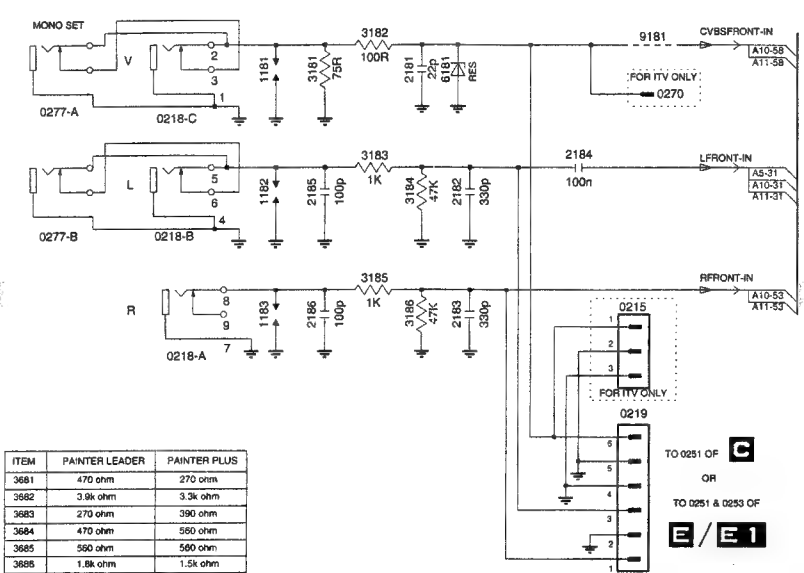 MONO SET
V
2
3
1
0277-A
0218-C
1181
3181
75R
3182
100R
2181
22p
6181
RES
9181
CVBSFRONT-IN
A10-58
A11-58
FOR ITV ONLY
0270
L
5
6
4
0277-B
0218-B
1182
2185
100p
3183
1K
3184
47K
2182
330p
2184
100n
LFRONT-IN
A5-31
A10-31
A11-31
R
8
9
7
0218-A
1183
2186
100p
3185
1K
3186
47K
2183
330p
RFRONT-IN
A10-53
A11-53
0215
1
2
3
FOR ITV ONLY
0219
6
5
4
3
2
1
TO 0251 OF C
OR
TO 0251 & 0253 OF
E / E1
ITEM PAINTER LEADER PAINTER PLUS
3681 470 ohm 270 ohm
3682 3.9k ohm 3.3k ohm
3683 270 ohm 390 ohm
3684 470 ohm 560 ohm
3685 560 ohm 560 ohm
3686 1.8k ohm 1.5k ohm